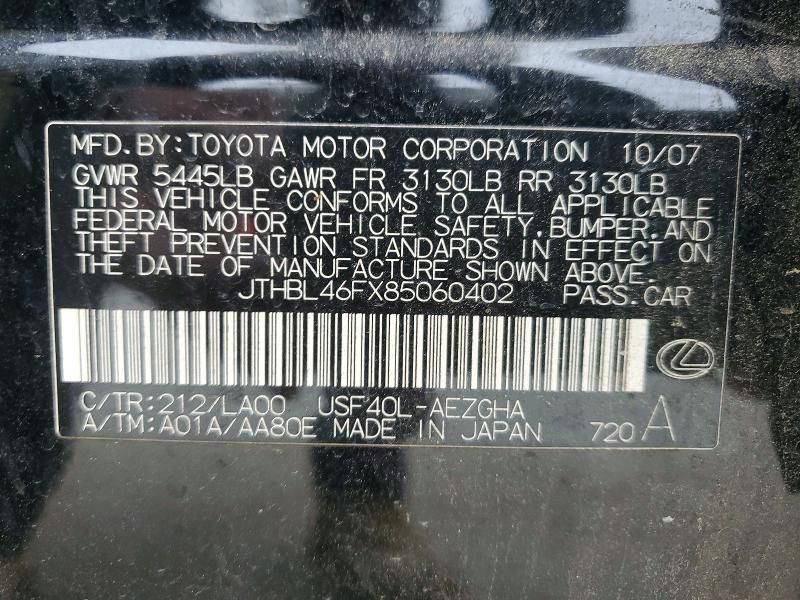 MFD. BY: TOYOTA MOTOR CORPORATION 10/07
GVWR 5445LB GAWR FR 3130LB RR 3130LB
THIS VEHICLE CONFORMS TO ALL APPLICABLE
FEDERAL MOTOR VEHICLE SAFETY, BUMPER, AND
THEFT PREVENTION STANDARDS IN EFFECT ON
THE DATE OF MANUFACTURE SHOWN ABOVE.
JTHBL46FX85060402 PASS. CAR
C/TR: 212/LA00 USF40L-AEZGHA
A/TM: A01A/AA80E MADE IN JAPAN 720 A